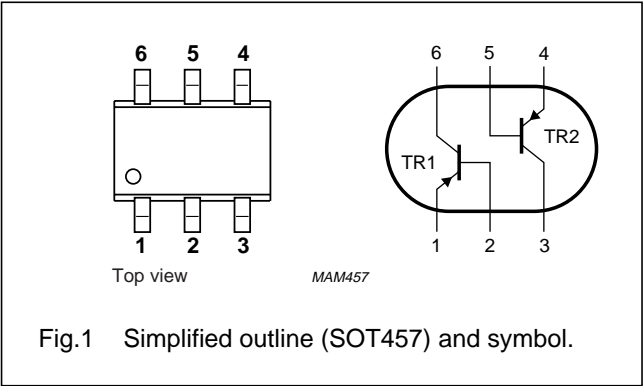 6 5 4
1 2 3
Top view
6 5 4
TR1
TR2
1 2 3
MAM457
Fig.1 Simplified outline (SOT457) and symbol.